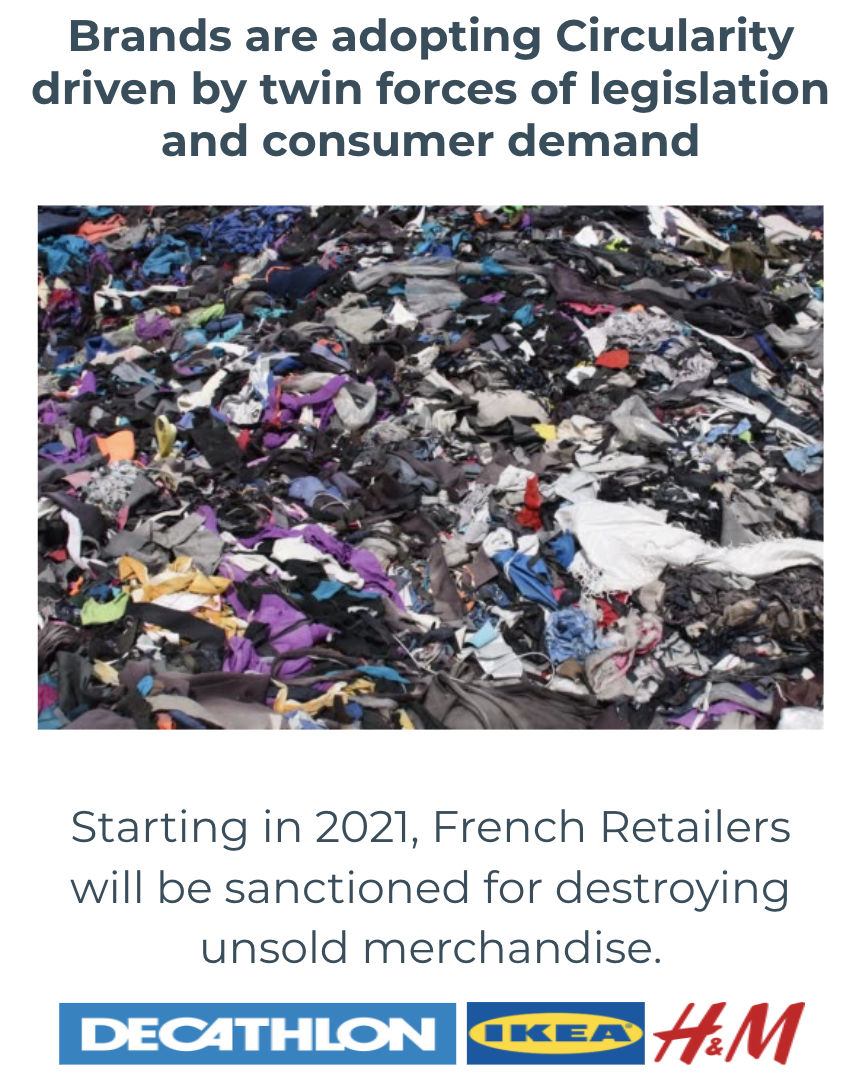 Brands are adopting Circularity
driven by twin forces of legislation
and consumer demand
Starting in 2021, French Retailers
will be sanctioned for destroying
unsold merchandise.
DECATHLON IKEA® H&M